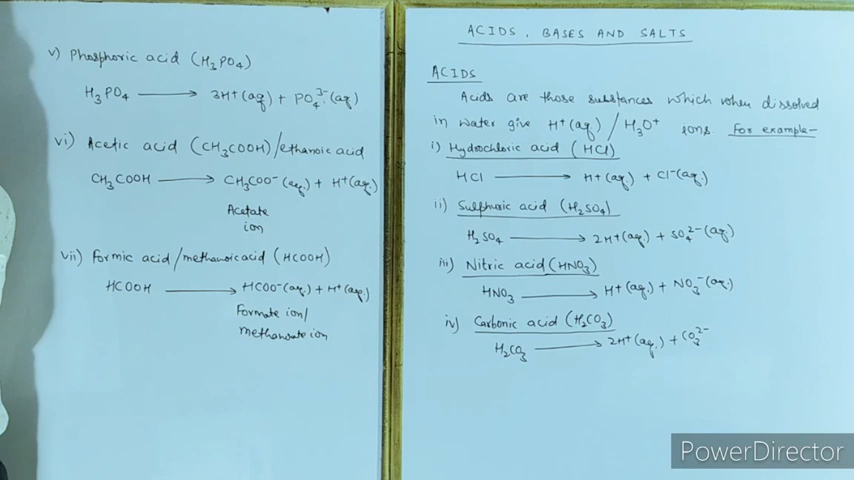 ACIDS, BASES AND SALTS
ACIDS
Acids are those substances which when dissolved
in water give H⁺(aq) / H₃O⁺ ions For example-
i) Hydrochloric acid (HCl)
HCl ⟶ H⁺(aq) + Cl⁻(aq)
ii) Sulphuric acid (H₂SO₄)
H₂SO₄ ⟶ 2H⁺(aq) + SO₄²⁻(aq)
iii) Nitric acid (HNO₃)
HNO₃ ⟶ H⁺(aq) + NO₃⁻(aq.)
iv) Carbonic acid (H₂CO₃)
H₂CO₃ ⟶ 2H⁺(aq.) + CO₃²⁻
v) Phosphoric acid (H₃PO₄)
H₃PO₄ ⟶ 3H⁺(aq) + PO₄³⁻(aq)
vi) Acetic acid (CH₃COOH)/ethanoic acid
CH₃COOH ⟶ CH₃COO⁻(aq.) + H⁺(aq.)
Acetate
ion
vii) Formic acid/methanoic acid (HCOOH)
HCOOH ⟶ HCOO⁻(aq) + H⁺(aq.)
Formate ion/
methanoate ion
PowerDirector